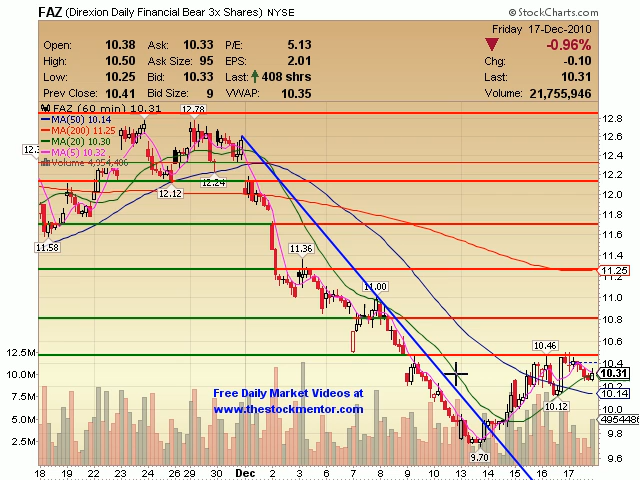 FAZ (Direxion Daily Financial Bear 3x Shares) NYSE © StockCharts.com
Friday 17-Dec-2010
Open: 10.38 Ask: 10.33 P/E: 5.13 -0.96%
High: 10.50 Ask Size: 95 EPS: 2.01 Chg: -0.10
Low: 10.25 Bid: 10.33 Last: 408 shrs Last: 10.31
Prev Close: 10.41 Bid Size: 9 VWAP: 10.35 Volume: 21,755,946
FAZ (60 min) 10.31
MA(50) 10.14
MA(200) 11.25
MA(20) 10.30
MA(5) 10.32
Volume 4,954,486
12.78
12.12
12.24
11.58
11.36
11.00
10.46
10.12
9.70
12.8
12.6
12.4
12.2
12.0
11.8
11.6
11.4
11.25
11.0
10.8
10.6
10.4
10.31
10.14
10.0
4954486
9.8
9.6
12.5M
10.0M
7.5M
5.0M
2.5M
Free Daily Market Videos at
www.thestockmentor.com
18 19 22 23 24 26 29 30 Dec 2 3 6 7 8 9 10 13 14 15 16 17